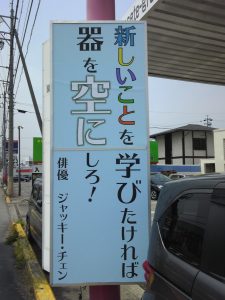 新しいことを学びたければ
器を空にしろ！
俳優 ジャッキー・チェン